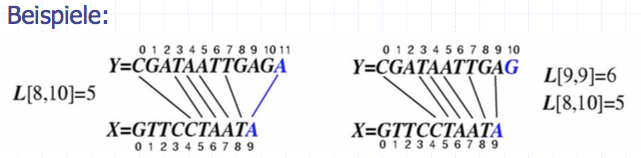 Beispiele:
0 1 2 3 4 5 6 7 8 9 10 11
Y=CGATAATTGAGA
L[8,10]=5
X=GTTCCTAATA
0 1 2 3 4 5 6 7 8 9
0 1 2 3 4 5 6 7 8 9 10
Y=CGATAATTGAG
L[9,9]=6
L[8,10]=5
X=GTTCCTAATA
0 1 2 3 4 5 6 7 8 9